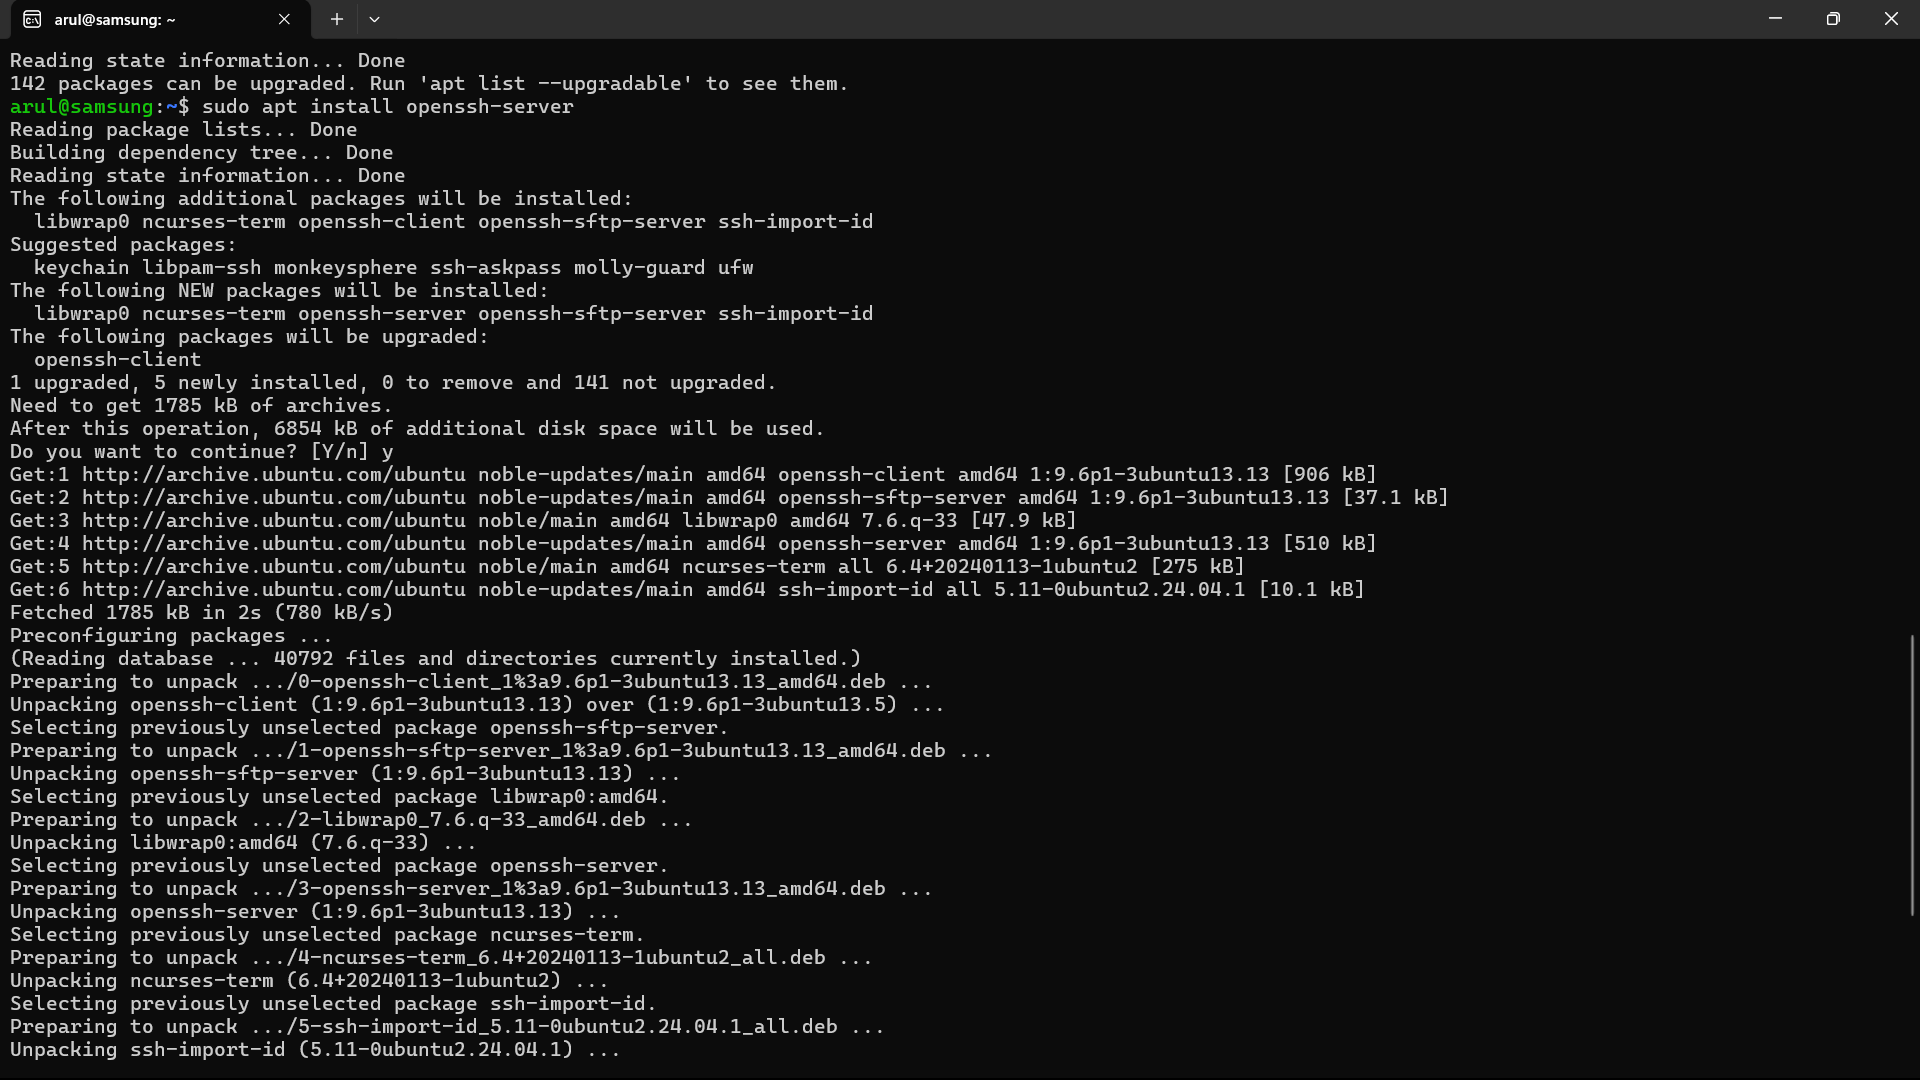 arul@samsung: ~
Reading state information... Done
142 packages can be upgraded. Run 'apt list --upgradable' to see them.
arul@samsung:~$ sudo apt install openssh-server
Reading package lists... Done
Building dependency tree... Done
Reading state information... Done
The following additional packages will be installed:
  libwrap0 ncurses-term openssh-client openssh-sftp-server ssh-import-id
Suggested packages:
  keychain libpam-ssh monkeysphere ssh-askpass molly-guard ufw
The following NEW packages will be installed:
  libwrap0 ncurses-term openssh-server openssh-sftp-server ssh-import-id
The following packages will be upgraded:
  openssh-client
1 upgraded, 5 newly installed, 0 to remove and 141 not upgraded.
Need to get 1785 kB of archives.
After this operation, 6854 kB of additional disk space will be used.
Do you want to continue? [Y/n] y
Get:1 http://archive.ubuntu.com/ubuntu noble-updates/main amd64 openssh-client amd64 1:9.6p1-3ubuntu13.13 [906 kB]
Get:2 http://archive.ubuntu.com/ubuntu noble-updates/main amd64 openssh-sftp-server amd64 1:9.6p1-3ubuntu13.13 [37.1 kB]
Get:3 http://archive.ubuntu.com/ubuntu noble/main amd64 libwrap0 amd64 7.6.q-33 [47.9 kB]
Get:4 http://archive.ubuntu.com/ubuntu noble-updates/main amd64 openssh-server amd64 1:9.6p1-3ubuntu13.13 [510 kB]
Get:5 http://archive.ubuntu.com/ubuntu noble/main amd64 ncurses-term all 6.4+20240113-1ubuntu2 [275 kB]
Get:6 http://archive.ubuntu.com/ubuntu noble-updates/main amd64 ssh-import-id all 5.11-0ubuntu2.24.04.1 [10.1 kB]
Fetched 1785 kB in 2s (780 kB/s)
Preconfiguring packages ...
(Reading database ... 40792 files and directories currently installed.)
Preparing to unpack .../0-openssh-client_1%3a9.6p1-3ubuntu13.13_amd64.deb ...
Unpacking openssh-client (1:9.6p1-3ubuntu13.13) over (1:9.6p1-3ubuntu13.5) ...
Selecting previously unselected package openssh-sftp-server.
Preparing to unpack .../1-openssh-sftp-server_1%3a9.6p1-3ubuntu13.13_amd64.deb ...
Unpacking openssh-sftp-server (1:9.6p1-3ubuntu13.13) ...
Selecting previously unselected package libwrap0:amd64.
Preparing to unpack .../2-libwrap0_7.6.q-33_amd64.deb ...
Unpacking libwrap0:amd64 (7.6.q-33) ...
Selecting previously unselected package openssh-server.
Preparing to unpack .../3-openssh-server_1%3a9.6p1-3ubuntu13.13_amd64.deb ...
Unpacking openssh-server (1:9.6p1-3ubuntu13.13) ...
Selecting previously unselected package ncurses-term.
Preparing to unpack .../4-ncurses-term_6.4+20240113-1ubuntu2_all.deb ...
Unpacking ncurses-term (6.4+20240113-1ubuntu2) ...
Selecting previously unselected package ssh-import-id.
Preparing to unpack .../5-ssh-import-id_5.11-0ubuntu2.24.04.1_all.deb ...
Unpacking ssh-import-id (5.11-0ubuntu2.24.04.1) ...